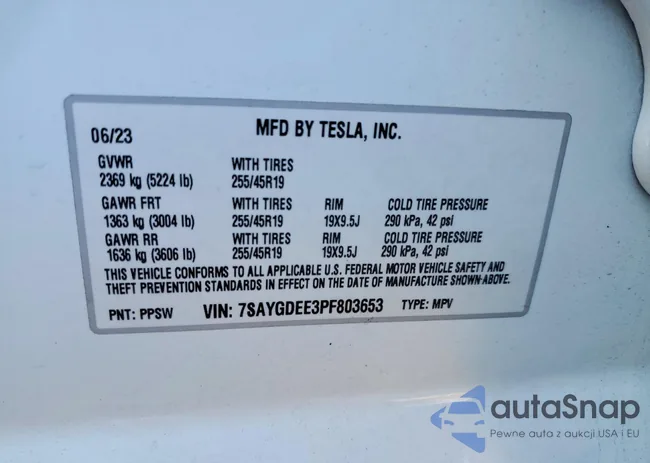 06/23 MFD BY TESLA, INC.
GVWR WITH TIRES
2369 kg (5224 lb) 255/45R19
GAWR FRT WITH TIRES RIM COLD TIRE PRESSURE
1363 kg (3004 lb) 255/45R19 19X9.5J 290 kPa, 42 psi
GAWR RR WITH TIRES RIM COLD TIRE PRESSURE
1636 kg (3606 lb) 255/45R19 19X9.5J 290 kPa, 42 psi
THIS VEHICLE CONFORMS TO ALL APPLICABLE U.S. FEDERAL MOTOR VEHICLE SAFETY AND
THEFT PREVENTION STANDARDS IN EFFECT ON THE DATE OF MANUFACTURE SHOWN ABOVE.
PNT: PPSW VIN: 7SAYGDEE3PF803653 TYPE: MPV
autaSnap
Pewne auta z aukcji USA i EU